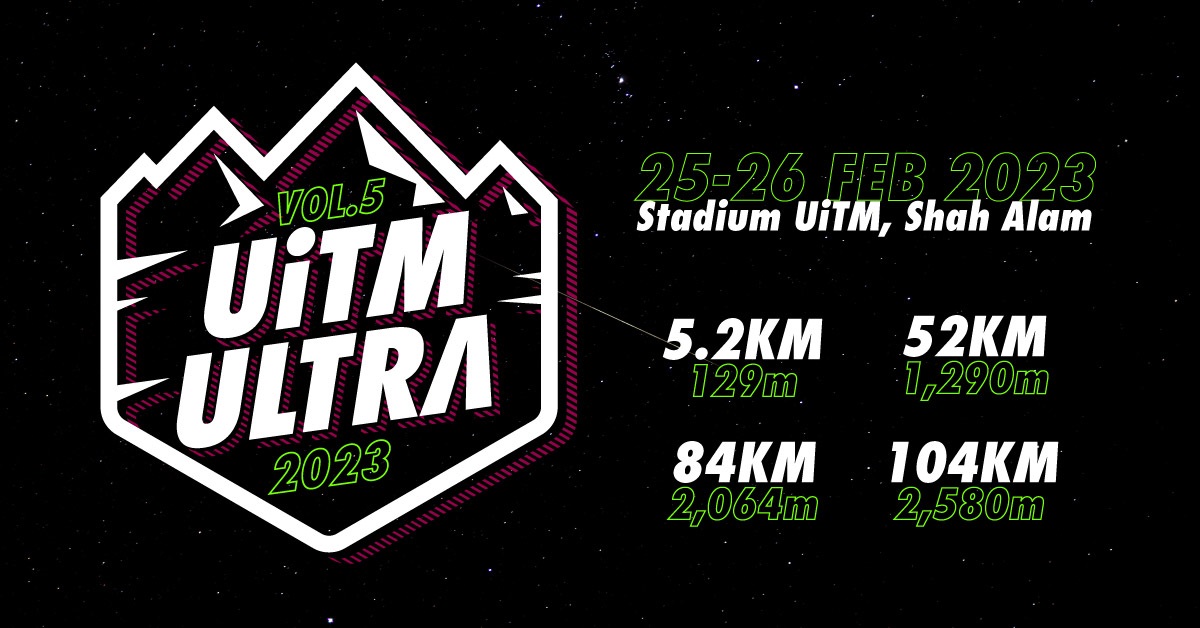 VOL.5
UiTM
ULTRA
2023
25-26 FEB 2023
Stadium UiTM, Shah Alam
5.2KM
129m
52KM
1,290m
84KM
2,064m
104KM
2,580m